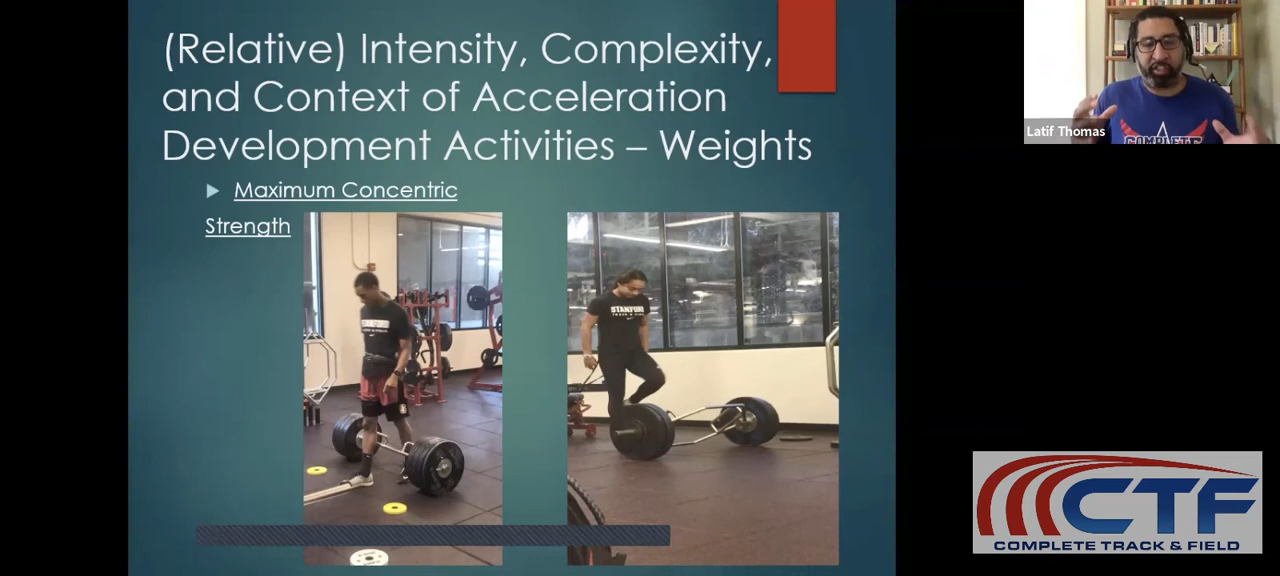 (Relative) Intensity, Complexity,
and Context of Acceleration
Development Activities – Weights
Maximum Concentric
Strength
STANFORD
Latif Thomas
COMPLETE
CTF
COMPLETE TRACK & FIELD